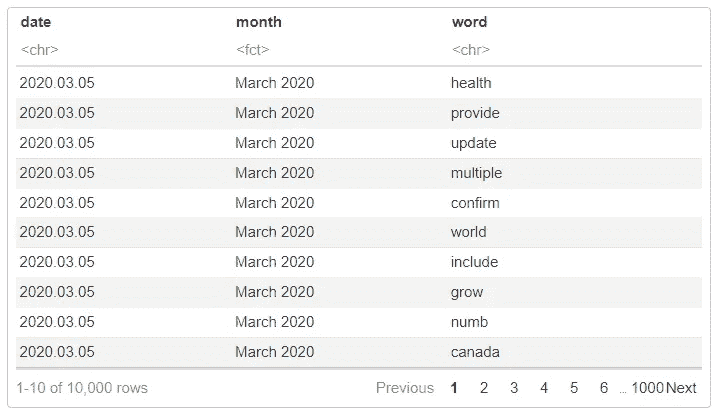 date month word
<chr> <fct> <chr>
2020.03.05 March 2020 health
2020.03.05 March 2020 provide
2020.03.05 March 2020 update
2020.03.05 March 2020 multiple
2020.03.05 March 2020 confirm
2020.03.05 March 2020 world
2020.03.05 March 2020 include
2020.03.05 March 2020 grow
2020.03.05 March 2020 numb
2020.03.05 March 2020 canada
1-10 of 10,000 rows Previous 1 2 3 4 5 6 ... 1000 Next